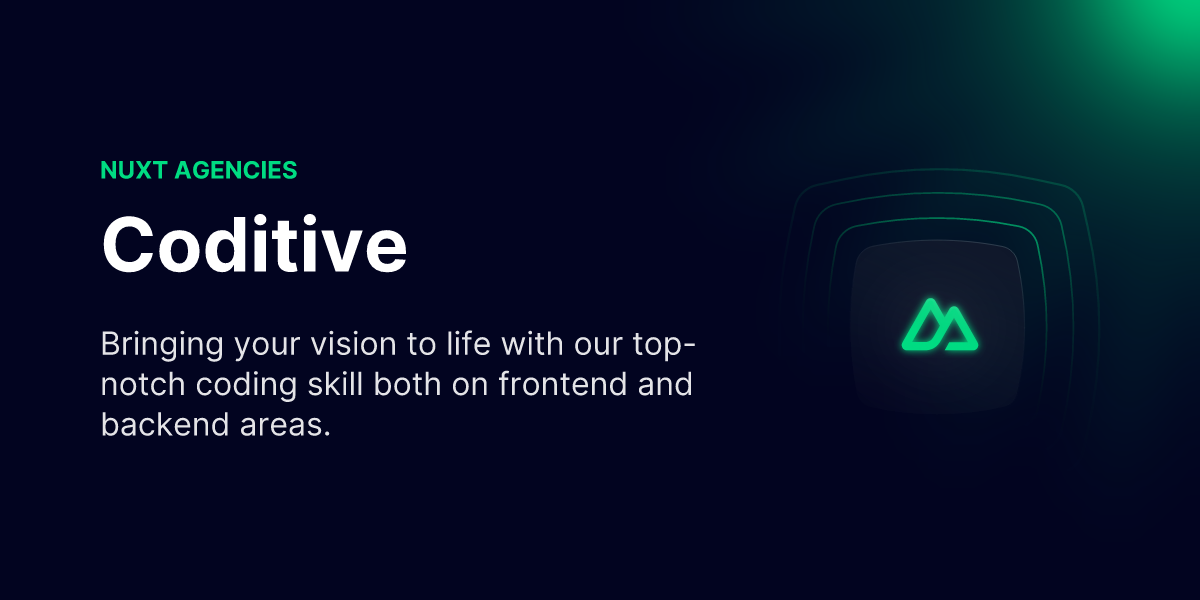 NUXT AGENCIES
Coditive
Bringing your vision to life with our top-
notch coding skill both on frontend and
backend areas.